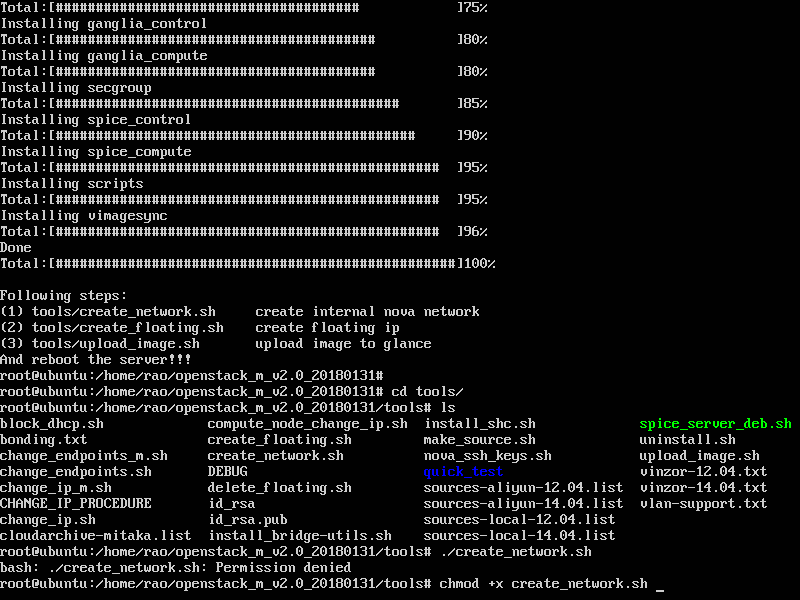 Total:[###################################### ]75%
Installing ganglia_control
Total:[######################################## ]80%
Installing ganglia_compute
Total:[######################################## ]80%
Installing secgroup
Total:[########################################### ]85%
Installing spice_control
Total:[############################################# ]90%
Installing spice_compute
Total:[################################################ ]95%
Installing scripts
Total:[################################################ ]95%
Installing vimagesync
Total:[################################################ ]96%
Done
Total:[##################################################]100%
Following steps:
(1) tools/create_network.sh create internal nova network
(2) tools/create_floating.sh create floating ip
(3) tools/upload_image.sh upload image to glance
And reboot the server!!!
root@ubuntu:/home/rao/openstack_m_v2.0_20180131#
root@ubuntu:/home/rao/openstack_m_v2.0_20180131# cd tools/
root@ubuntu:/home/rao/openstack_m_v2.0_20180131/tools# ls
block_dhcp.sh compute_node_change_ip.sh install_shc.sh spice_server_deb.sh
bonding.txt create_floating.sh make_source.sh uninstall.sh
change_endpoints_m.sh create_network.sh nova_ssh_keys.sh upload_image.sh
change_endpoints.sh DEBUG quick_test vinzor-12.04.txt
change_ip_m.sh delete_floating.sh sources-aliyun-12.04.list vinzor-14.04.txt
CHANGE_IP_PROCEDURE id_rsa sources-aliyun-14.04.list vlan-support.txt
change_ip.sh id_rsa.pub sources-local-12.04.list
cloudarchive-mitaka.list install_bridge-utils.sh sources-local-14.04.list
root@ubuntu:/home/rao/openstack_m_v2.0_20180131/tools# ./create_network.sh
bash: ./create_network.sh: Permission denied
root@ubuntu:/home/rao/openstack_m_v2.0_20180131/tools# chmod +x create_network.sh _